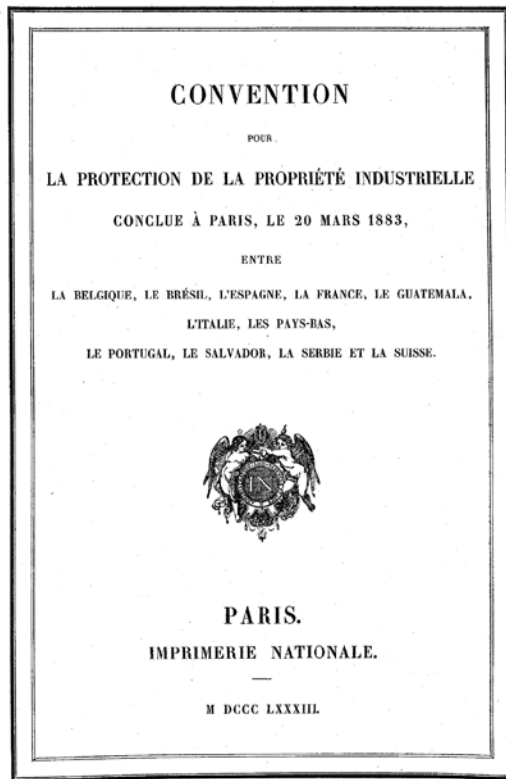 CONVENTION
POUR
LA PROTECTION DE LA PROPRIÉTÉ INDUSTRIELLE
CONCLUE À PARIS, LE 20 MARS 1883,
ENTRE
LA BELGIQUE, LE BRÉSIL, L'ESPAGNE, LA FRANCE, LE GUATEMALA,
L'ITALIE, LES PAYS-BAS,
LE PORTUGAL, LE SALVADOR, LA SERBIE ET LA SUISSE.
IN
PARIS.
IMPRIMERIE NATIONALE.
M DCCC LXXXIII.